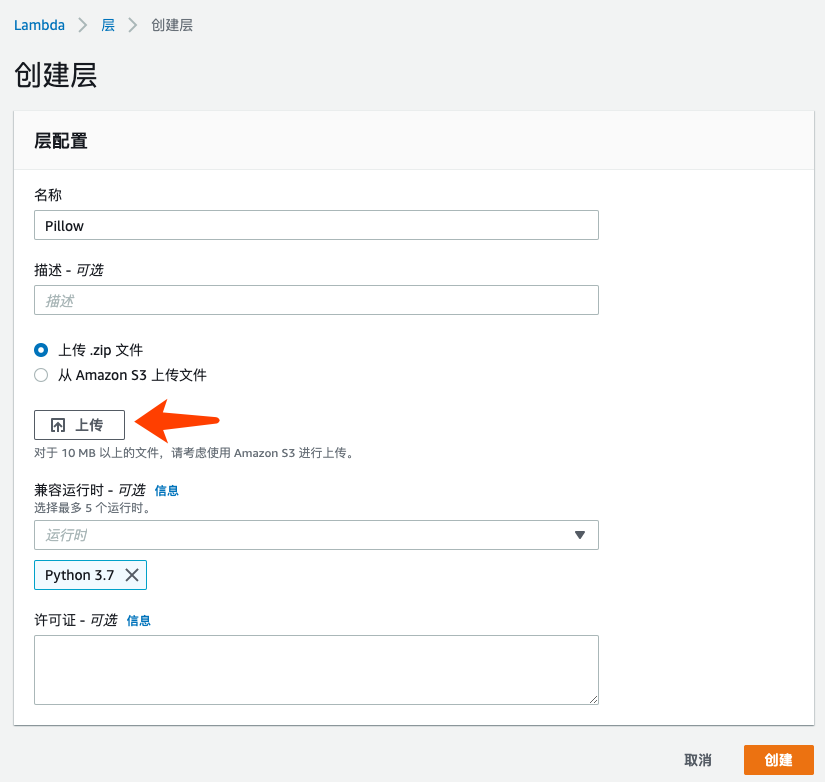 Lambda > 层 > 创建层
创建层
层配置
名称
Pillow
描述 - 可选
描述
上传 .zip 文件
从 Amazon S3 上传文件
上传
对于 10 MB 以上的文件，请考虑使用 Amazon S3 进行上传。
兼容运行时 - 可选 信息
选择最多 5 个运行时。
运行时
Python 3.7
许可证 - 可选 信息
取消 创建